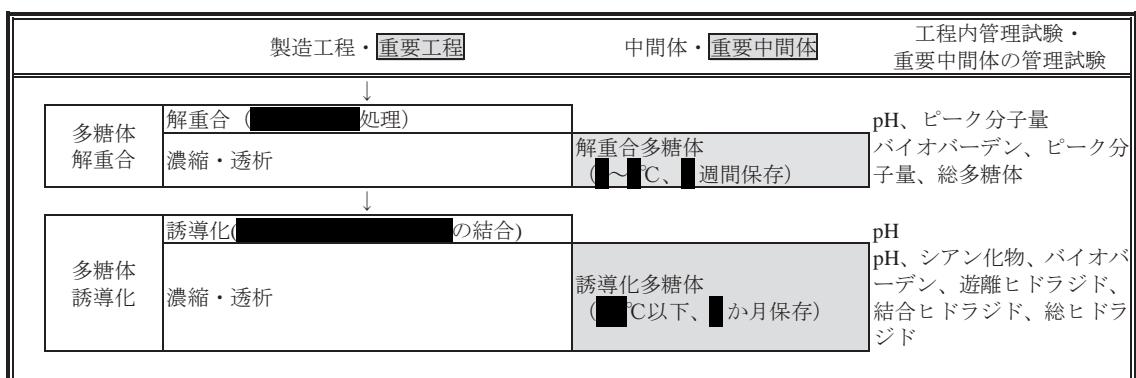 製造工程・重要工程
中間体・重要中間体
工程内管理試験・
重要中間体の管理試験
↓
多糖体
解重合
解重合（処理）
濃縮・透析
解重合多糖体
（～℃、週間保存）
pH、ピーク分子量
バイオバーデン、ピーク分
子量、総多糖体
↓
多糖体
誘導化
誘導化(の結合)
濃縮・透析
誘導化多糖体
（℃以下、か月保存）
pH
pH、シアン化物、バイオバ
ーデン、遊離ヒドラジド、
結合ヒドラジド、総ヒドラ
ジド